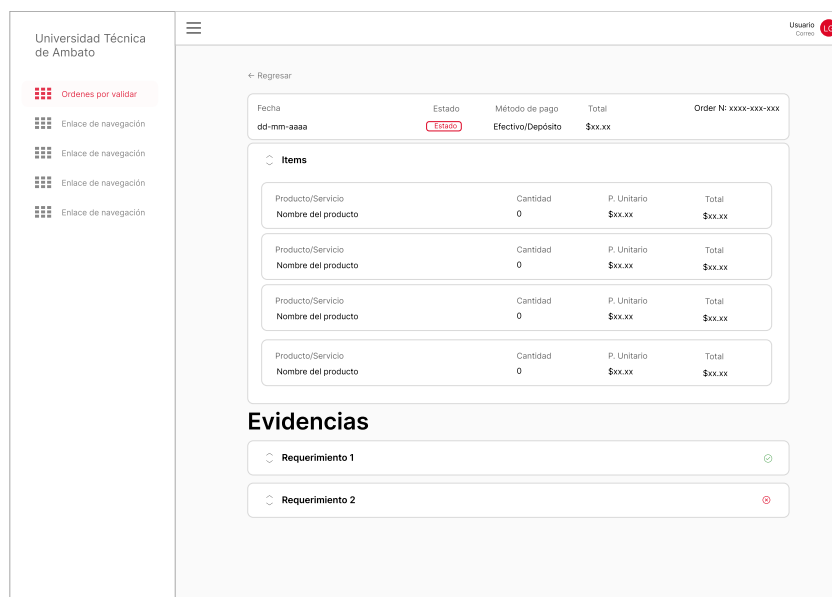 Universidad Técnica
de Ambato
Ordenes por validar
Enlace de navegación
Enlace de navegación
Enlace de navegación
Enlace de navegación
Usuario
Correo
LG
← Regresar
Fecha Estado Método de pago Total Order N: xxxx-xxx-xxx
dd-mm-aaaa Estado Efectivo/Depósito $xx.xx
Items
Producto/Servicio Cantidad P. Unitario Total
Nombre del producto 0 $xx.xx $xx.xx
Producto/Servicio Cantidad P. Unitario Total
Nombre del producto 0 $xx.xx $xx.xx
Producto/Servicio Cantidad P. Unitario Total
Nombre del producto 0 $xx.xx $xx.xx
Producto/Servicio Cantidad P. Unitario Total
Nombre del producto 0 $xx.xx $xx.xx
Evidencias
Requerimiento 1
Requerimiento 2